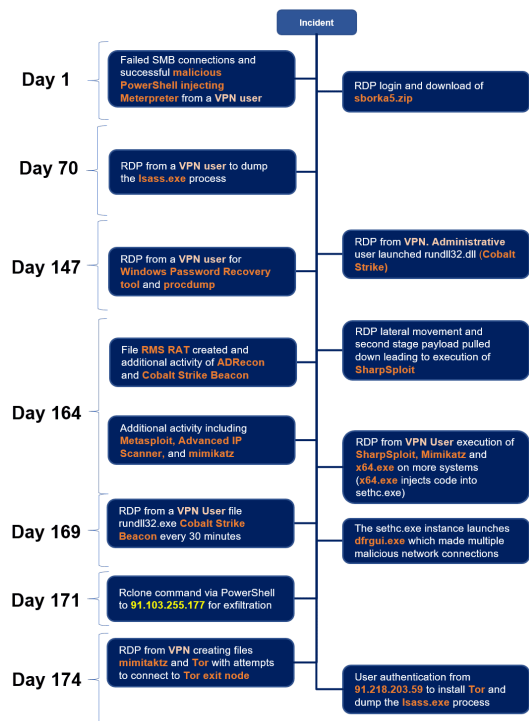 Incident
Day 1
Failed SMB connections and
successful malicious
PowerShell injecting
Meterpreter from a VPN user
RDP login and download of
sborka5.zip
Day 70
RDP from a VPN user to dump
the lsass.exe process
Day 147
RDP from a VPN user for
Windows Password Recovery
tool and procdump
RDP from VPN. Administrative
user launched rundll32.dll (Cobalt
Strike)
Day 164
File RMS RAT created and
additional activity of ADRecon
and Cobalt Strike Beacon
RDP lateral movement and
second stage payload pulled
down leading to execution of
SharpSploit
Additional activity including
Metasploit, Advanced IP
Scanner, and mimikatz
RDP from VPN User execution of
SharpSploit, Mimikatz and
x64.exe on more systems
(x64.exe injects code into
sethc.exe)
Day 169
RDP from a VPN User file
rundll32.exe Cobalt Strike
Beacon every 30 minutes
The sethc.exe instance launches
dfrgui.exe which made multiple
malicious network connections
Day 171
Rclone command via PowerShell
to 91.103.255.177 for exfiltration
Day 174
RDP from VPN creating files
mimitaktz and Tor with attempts
to connect to Tor exit node
User authentication from
91.218.203.59 to install Tor and
dump the lsass.exe process